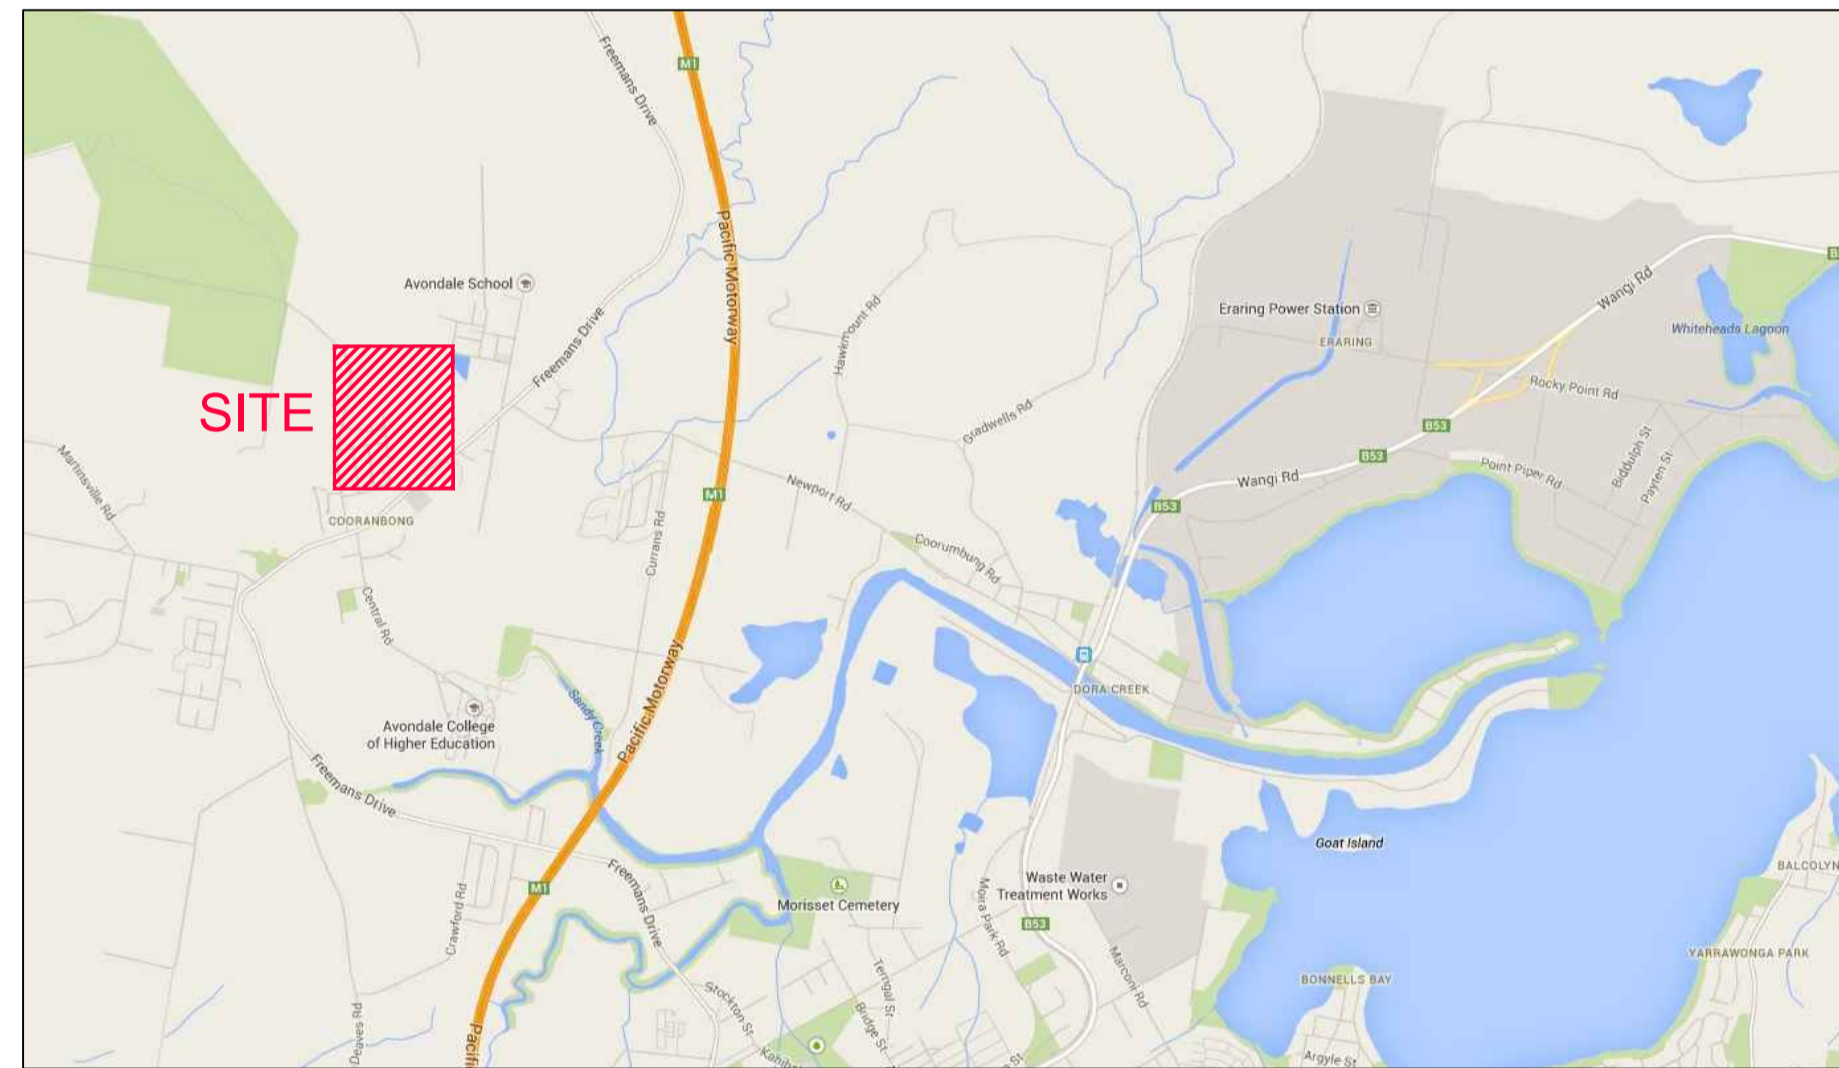 Freemans Drive
M1
Pacific Motorway
Avondale School
Freemans Drive
SITE
Hawkmount Rd
Eraring Power Station
ERARING
Wangi Rd
Whiteheads Lagoon
Rocky Point Rd
Gradwells Rd
B53
B53
Point Piper Rd
Biddulph St
Payten St
Wangi Rd
B53
Martinsville Rd
COORANBONG
Newport Rd
M1
Currans Rd
Coorumbung Rd
Central Rd
Sandy Creek
Pacific Motorway
DORA CREEK
Avondale College
of Higher Education
Freemans Drive
Goat Island
BALCOLYN
M1
Freemans Drive
Crawford Rd
Morisset Cemetery
Waste Water
Treatment Works
Moira Park Rd
B53
Marconi Rd
YARRAWONGA PARK
BONNELLS BAY
Stockton St
Terrigal St
Bridge St
Deaves Rd
Pacifi
Argyle St